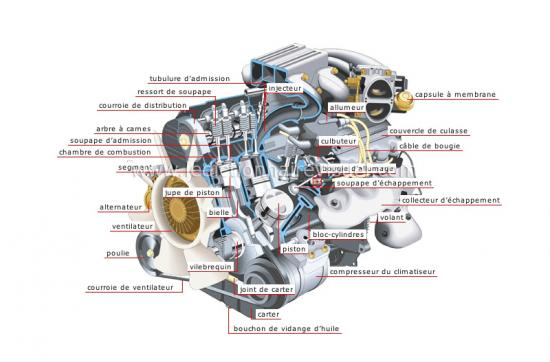 tubulure d'admission
ressort de soupape
injecteur
capsule à membrane
courroie de distribution
allumeur
arbre à cames
couvercle de culasse
soupape d'admission
culbuteur
câble de bougie
chambre de combustion
segment
bougie d'allumage
soupape d'échappement
jupe de piston
collecteur d'échappement
alternateur
bielle
volant
ventilateur
bloc-cylindres
poulie
piston
vilebrequin
compresseur du climatiseur
courroie de ventilateur
joint de carter
carter
bouchon de vidange d'huile